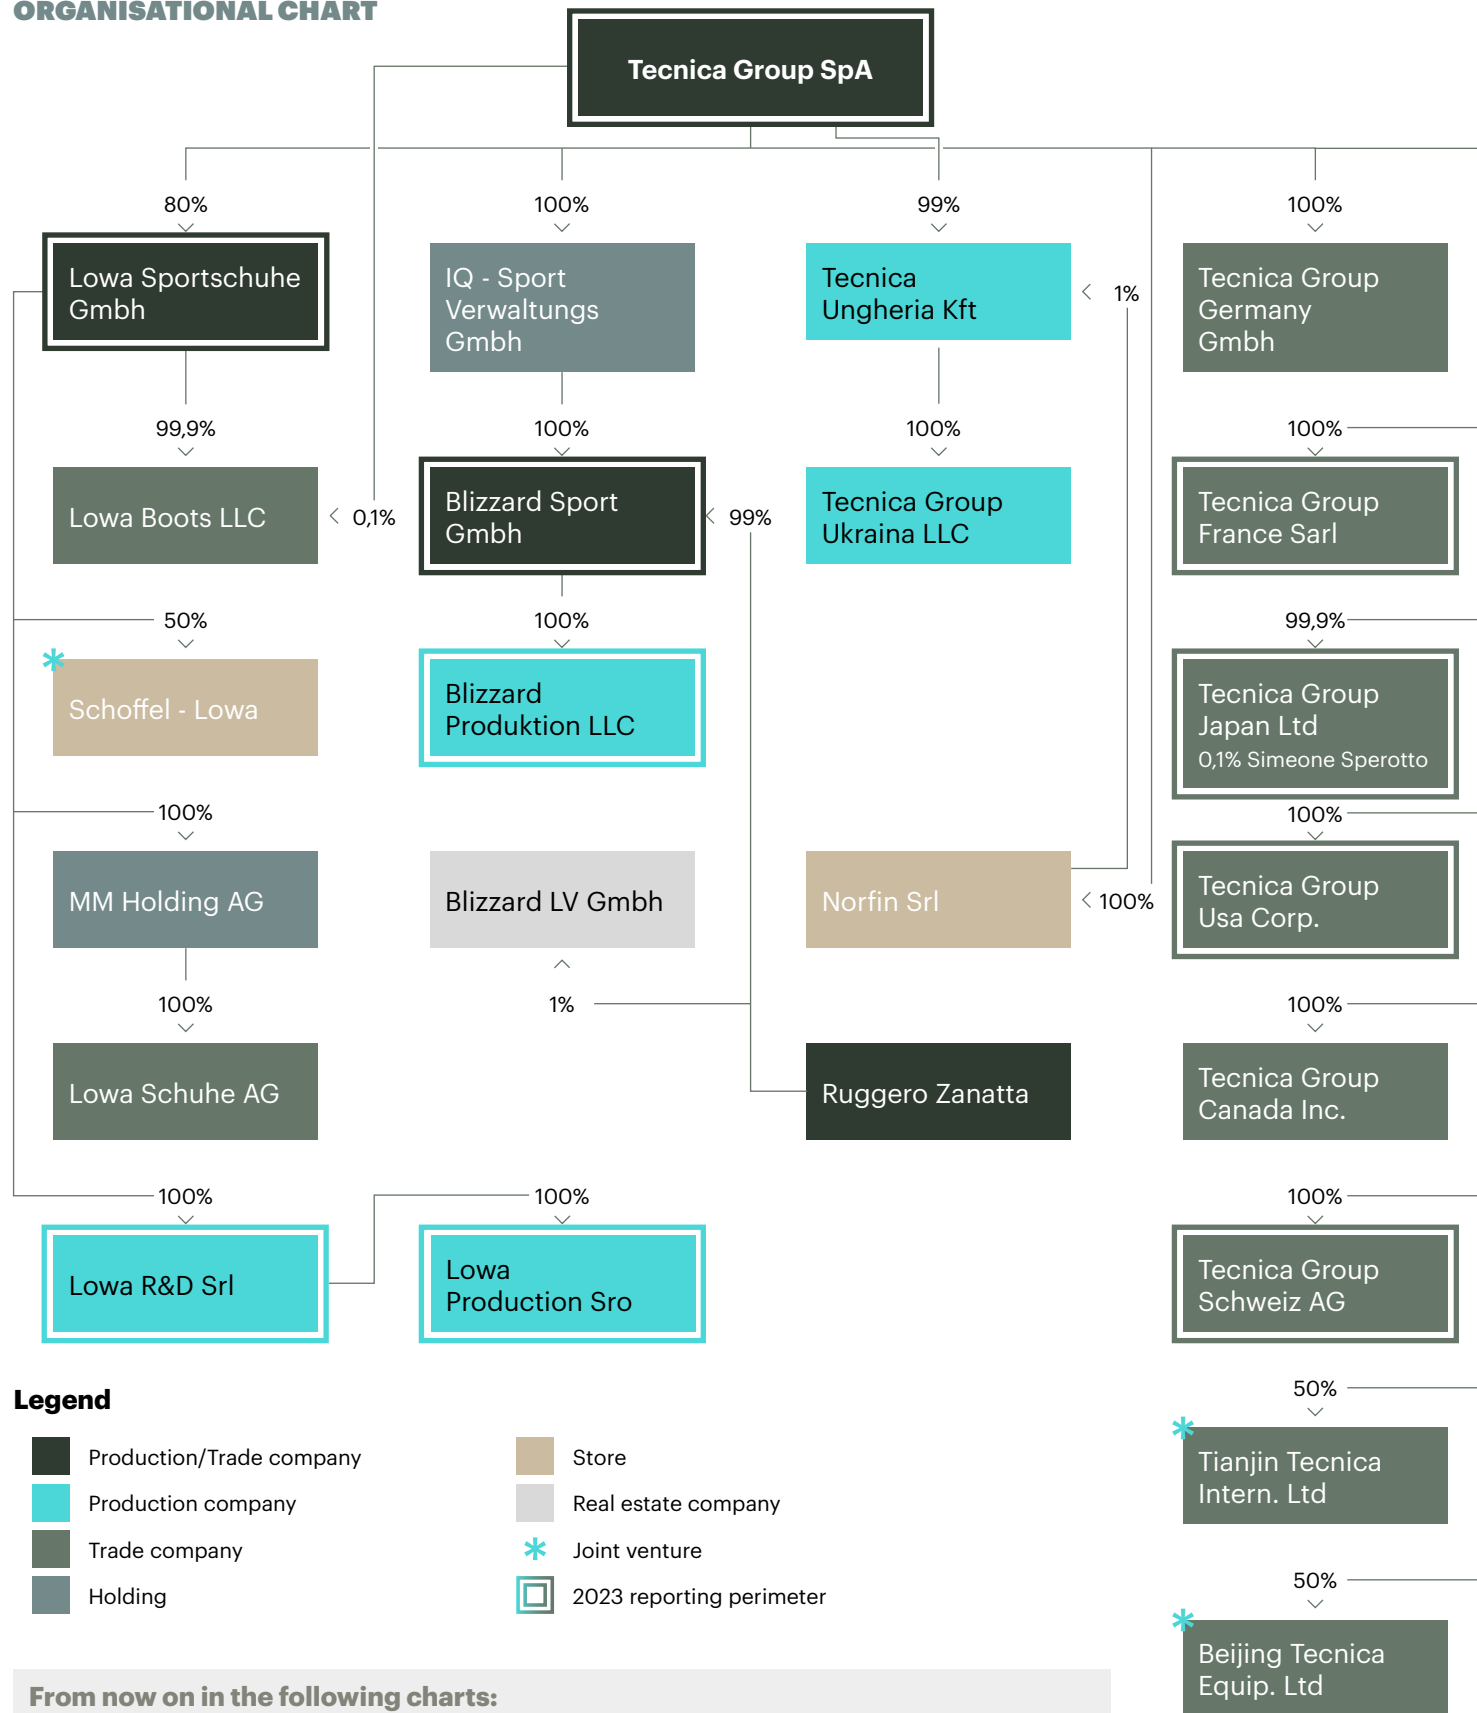 ORGANISATIONAL CHART
Tecnica Group SpA
80%
100%
99%
100%
Lowa Sportschuhe
Gmbh
IQ - Sport
Verwaltungs
Gmbh
Tecnica
Ungheria Kft
1%
Tecnica Group
Germany
Gmbh
99,9%
100%
100%
100%
Lowa Boots LLC
0,1%
Blizzard Sport
Gmbh
99%
Tecnica Group
Ukraina LLC
Tecnica Group
France Sarl
50%
100%
99,9%
Schoffel - Lowa
Blizzard
Produktion LLC
Tecnica Group
Japan Ltd
0,1% Simeone Sperotto
100%
100%
MM Holding AG
Blizzard LV Gmbh
Norfin Srl
100%
Tecnica Group
Usa Corp.
100%
1%
100%
Lowa Schuhe AG
Ruggero Zanatta
Tecnica Group
Canada Inc.
100%
100%
100%
Lowa R&D Srl
Lowa
Production Sro
Tecnica Group
Schweiz AG
50%
Tianjin Tecnica
Intern. Ltd
50%
Beijing Tecnica
Equip. Ltd
Legend
Production/Trade company
Production company
Trade company
Holding
Store
Real estate company
Joint venture
2023 reporting perimeter
From now on in the following charts: